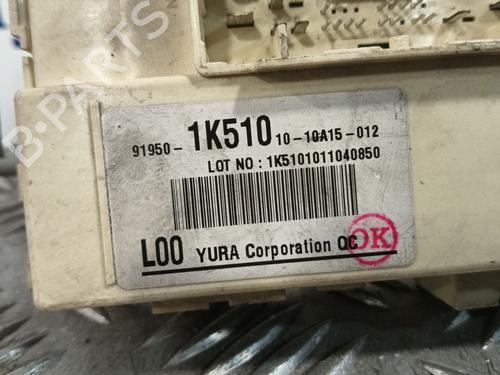 91950- 1K510 10-10A15-012
LOT NO : 1K5101011040850
L00 YURA Corporation QC
OK
B-PARTS